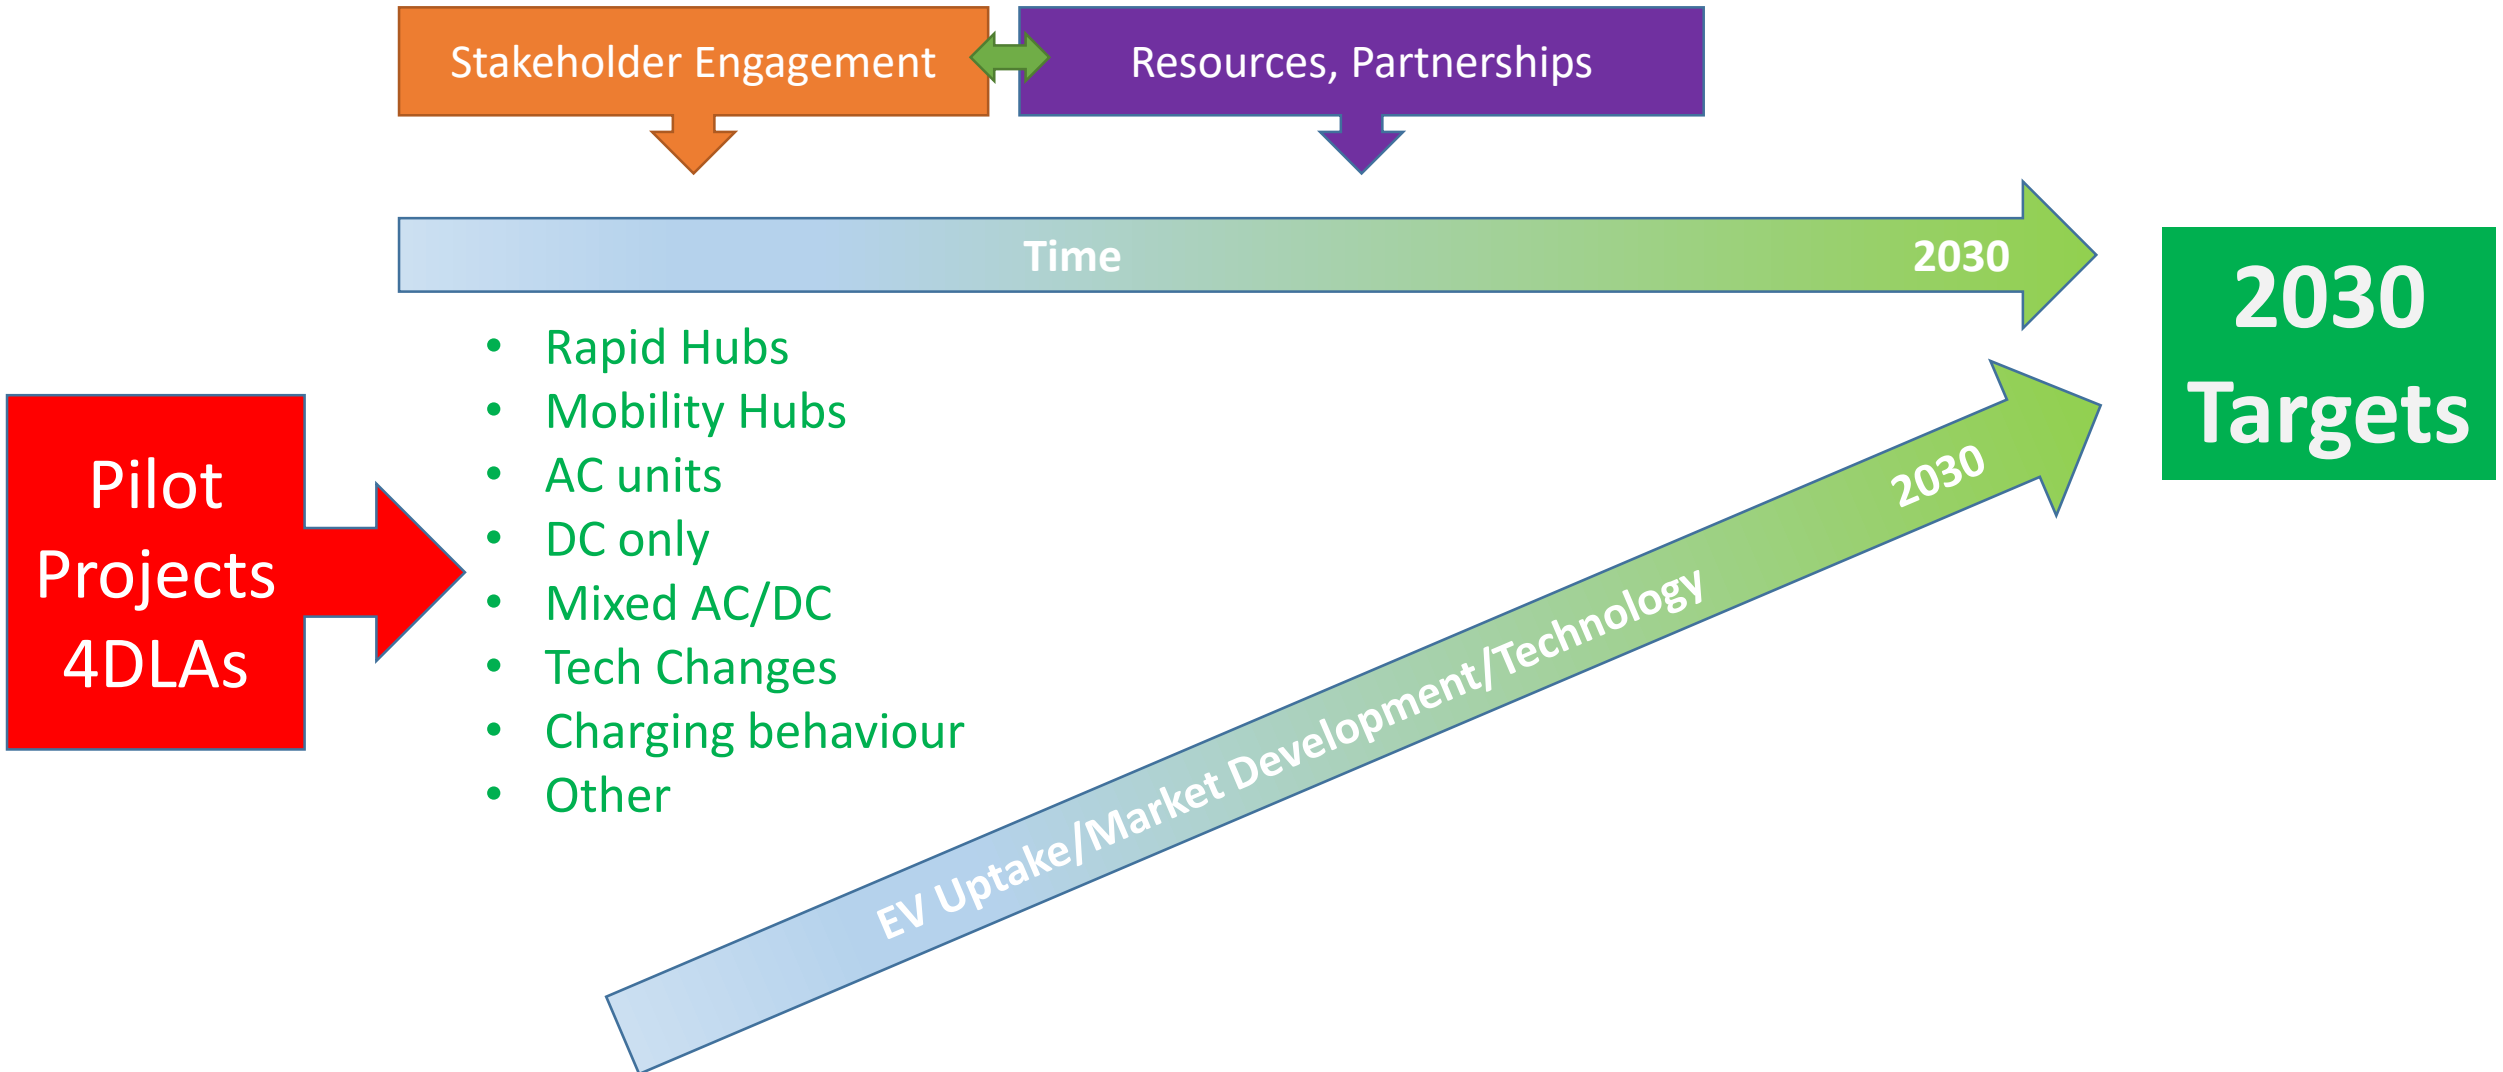 Stakeholder Engagement
Resources, Partnerships
Time
2030
2030
Targets
Pilot
Projects
4DLAs
• Rapid Hubs
• Mobility Hubs
• AC units
• DC only
• Mixed AC/DC
• Tech Changes
• Charging behaviour
• Other
EV Uptake/Market Development/Technology
2030